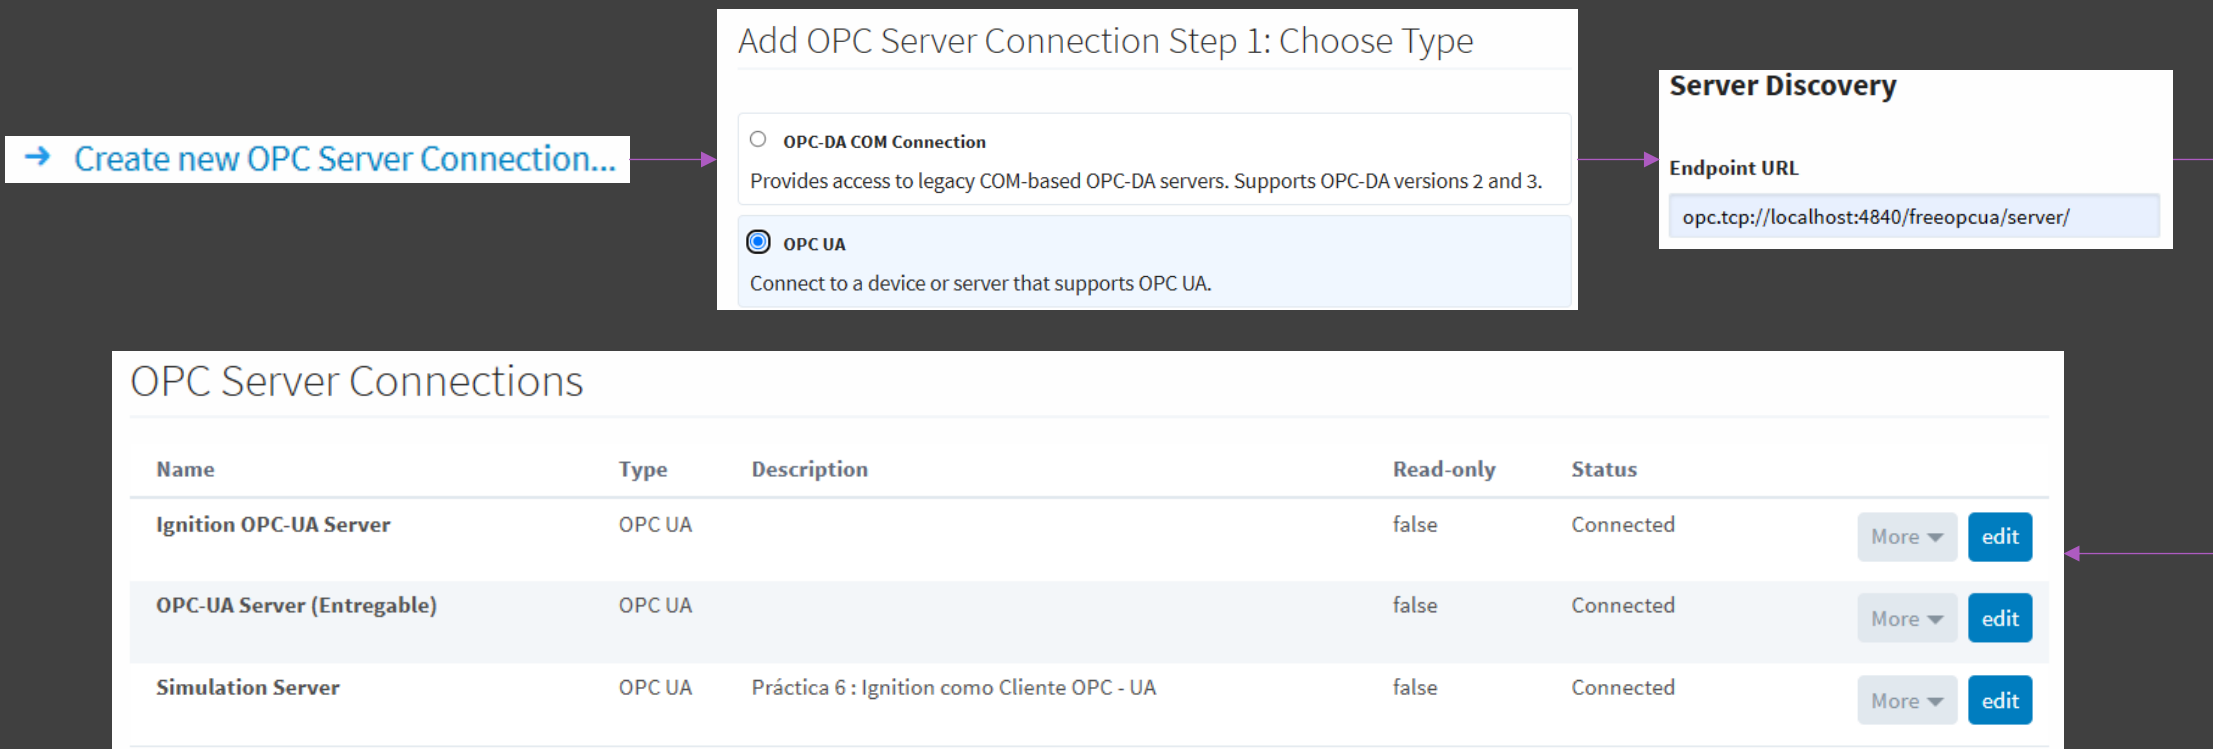 Create new OPC Server Connection...
Add OPC Server Connection Step 1: Choose Type
OPC-DA COM Connection
Provides access to legacy COM-based OPC-DA servers. Supports OPC-DA versions 2 and 3.
OPC UA
Connect to a device or server that supports OPC UA.
Server Discovery
Endpoint URL
opc.tcp://localhost:4840/freeopcua/server/
OPC Server Connections
Name Type Description Read-only Status
Ignition OPC-UA Server OPC UA false Connected More edit
OPC-UA Server (Entregable) OPC UA false Connected More edit
Simulation Server OPC UA Práctica 6 : Ignition como Cliente OPC - UA false Connected More edit